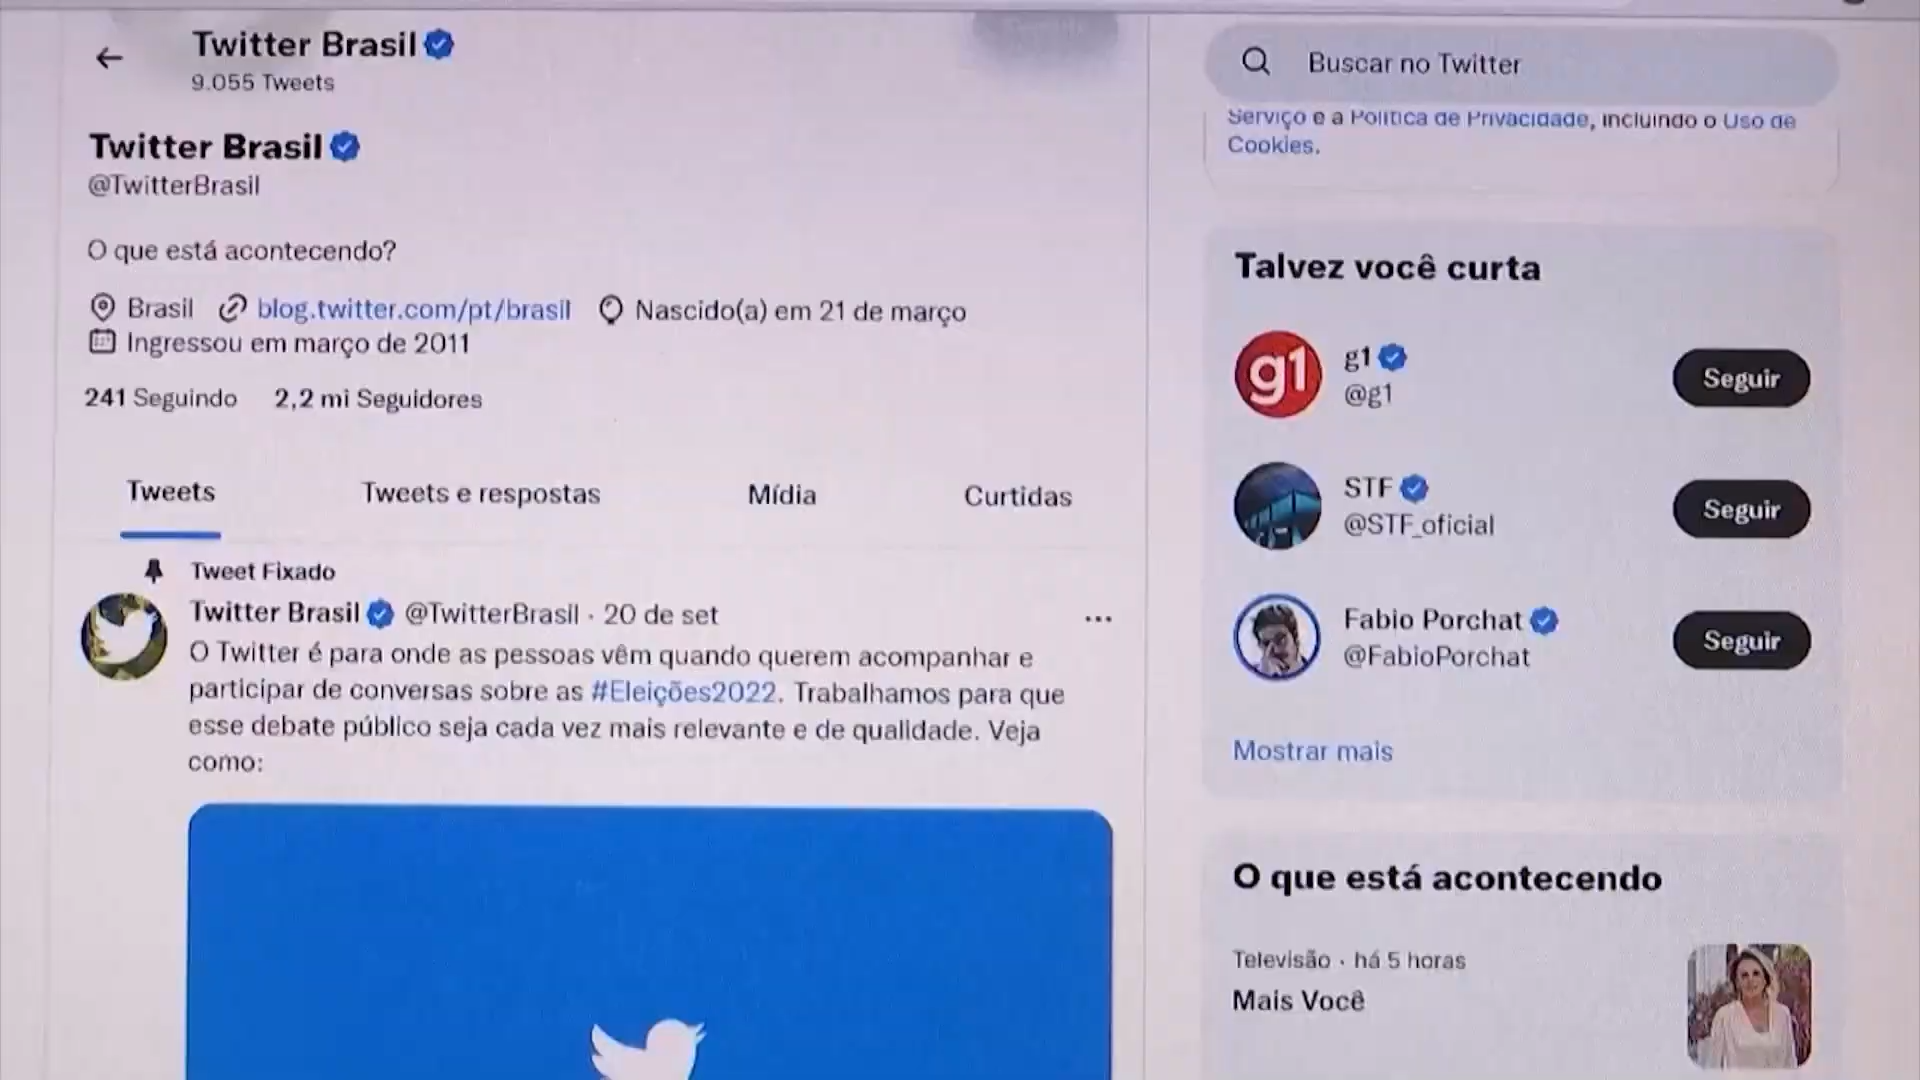 Twitter Brasil
9.055 Tweets
Twitter Brasil
@TwitterBrasil
O que está acontecendo?
Brasil blog.twitter.com/pt/brasil Nascido(a) em 21 de março
Ingressou em março de 2011
241 Seguindo 2,2 mi Seguidores
Tweets Tweets e respostas Mídia Curtidas
Tweet Fixado
Twitter Brasil @TwitterBrasil · 20 de set
O Twitter é para onde as pessoas vêm quando querem acompanhar e
participar de conversas sobre as #Eleições2022. Trabalhamos para que
esse debate público seja cada vez mais relevante e de qualidade. Veja
como:
Buscar no Twitter
Serviço e a Política de Privacidade, incluindo o Uso de
Cookies.
Talvez você curta
g1
g1
@g1
Seguir
STF
@STF_oficial
Seguir
Fabio Porchat
@FabioPorchat
Seguir
Mostrar mais
O que está acontecendo
Televisão · há 5 horas
Mais Você